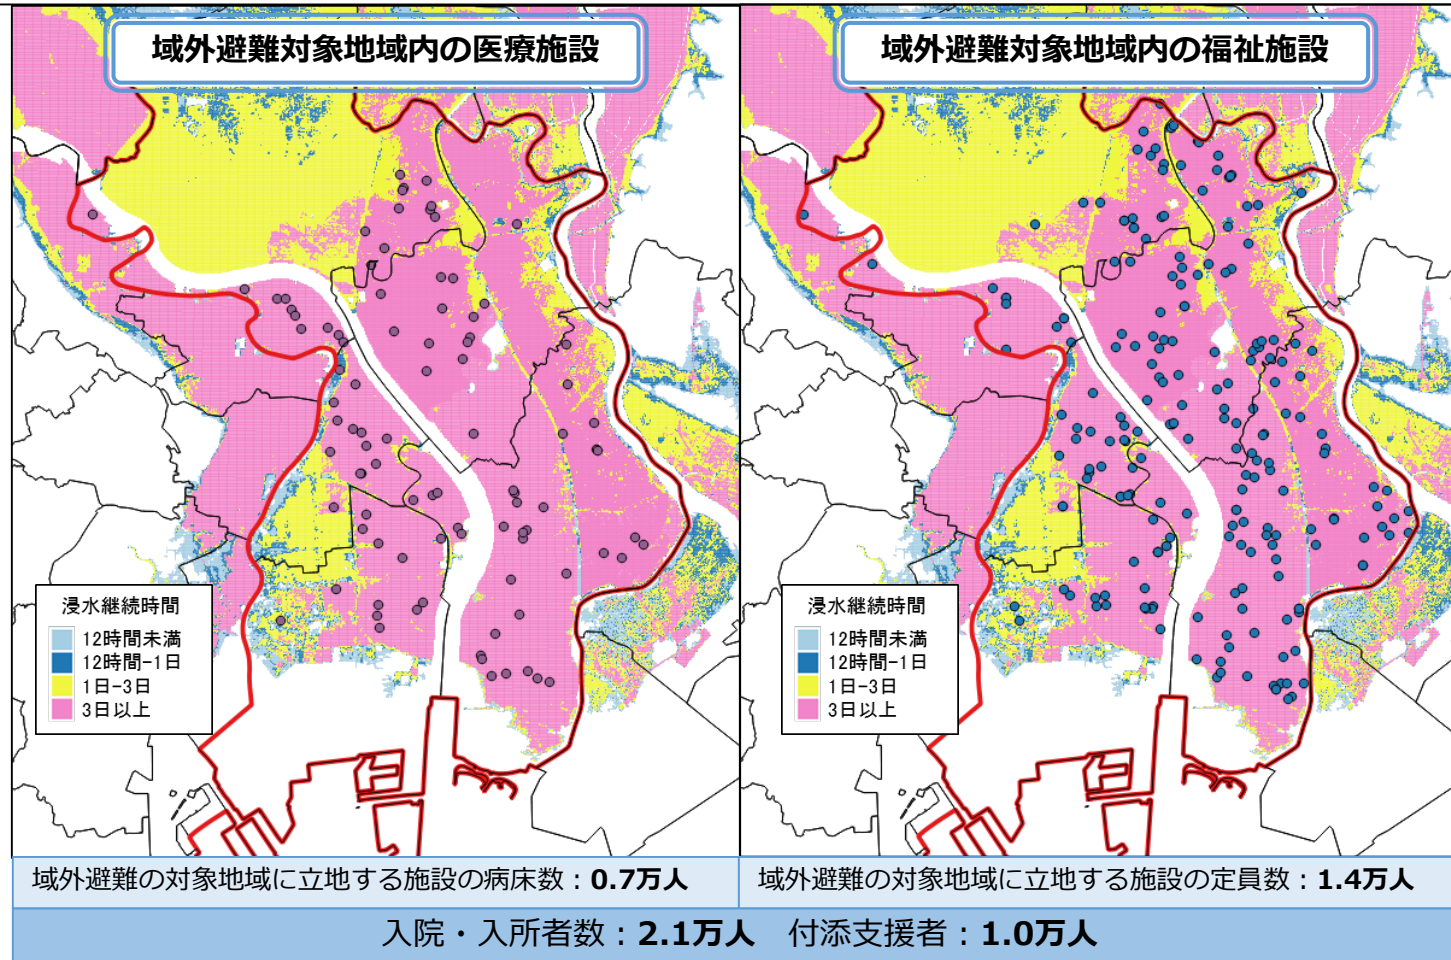 域外避難対象地域内の医療施設
域外避難対象地域内の福祉施設
浸水継続時間
12時間未満
12時間-1日
1日-3日
3日以上
浸水継続時間
12時間未満
12時間-1日
1日-3日
3日以上
域外避難の対象地域に立地する施設の病床数：0.7万人
域外避難の対象地域に立地する施設の定員数：1.4万人
入院・入所者数：2.1万人　付添支援者：1.0万人